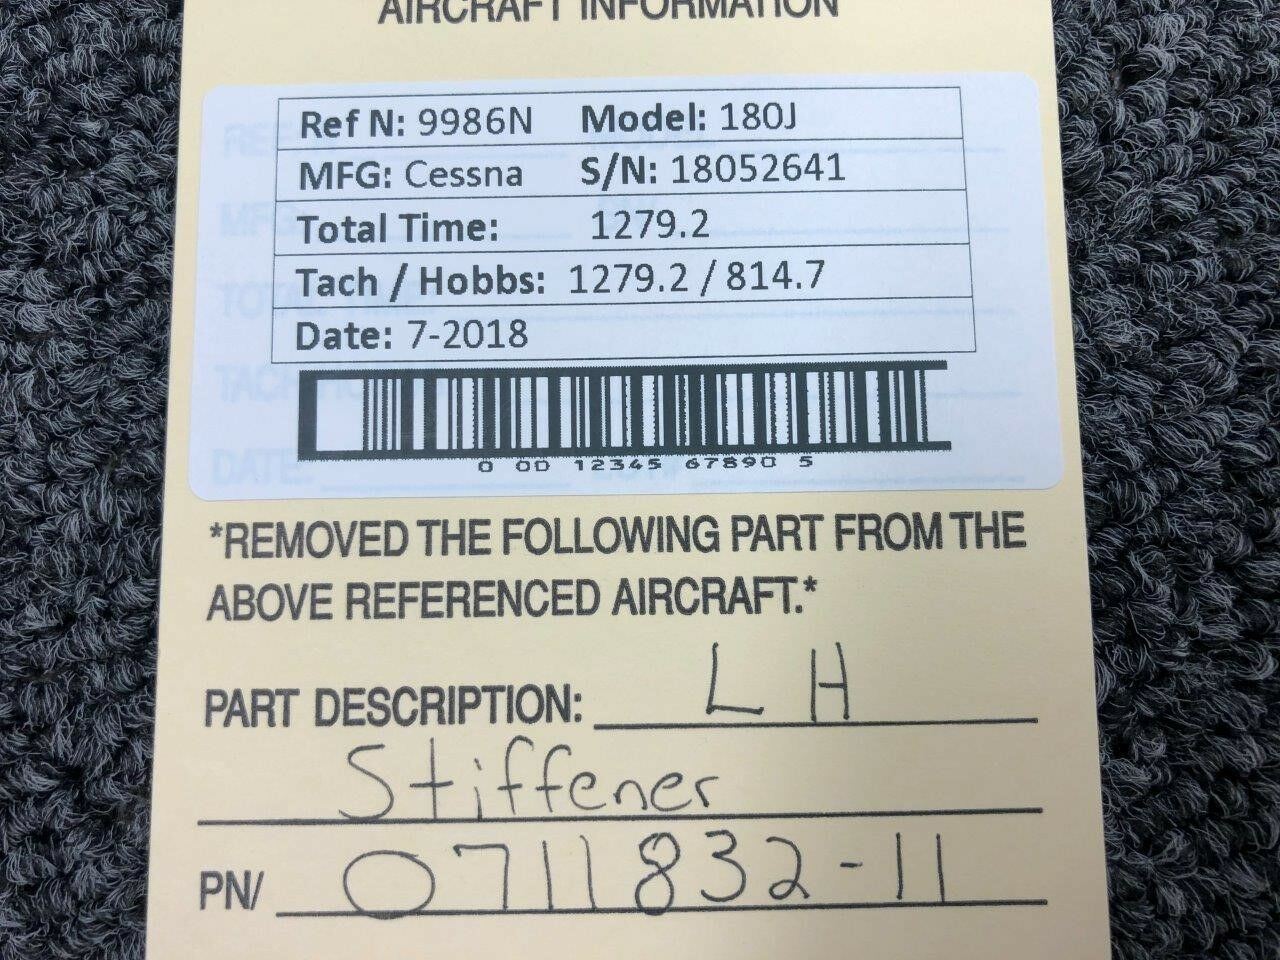 AIRCRAFT INFORMATION
Ref N: 9986N Model: 180J
MFG: Cessna S/N: 18052641
Total Time: 1279.2
Tach / Hobbs: 1279.2 / 814.7
Date: 7-2018
0 00 12345 67890 5
*REMOVED THE FOLLOWING PART FROM THE
ABOVE REFERENCED AIRCRAFT.*
PART DESCRIPTION: LH
Stiffener
PN/ 0711832-11